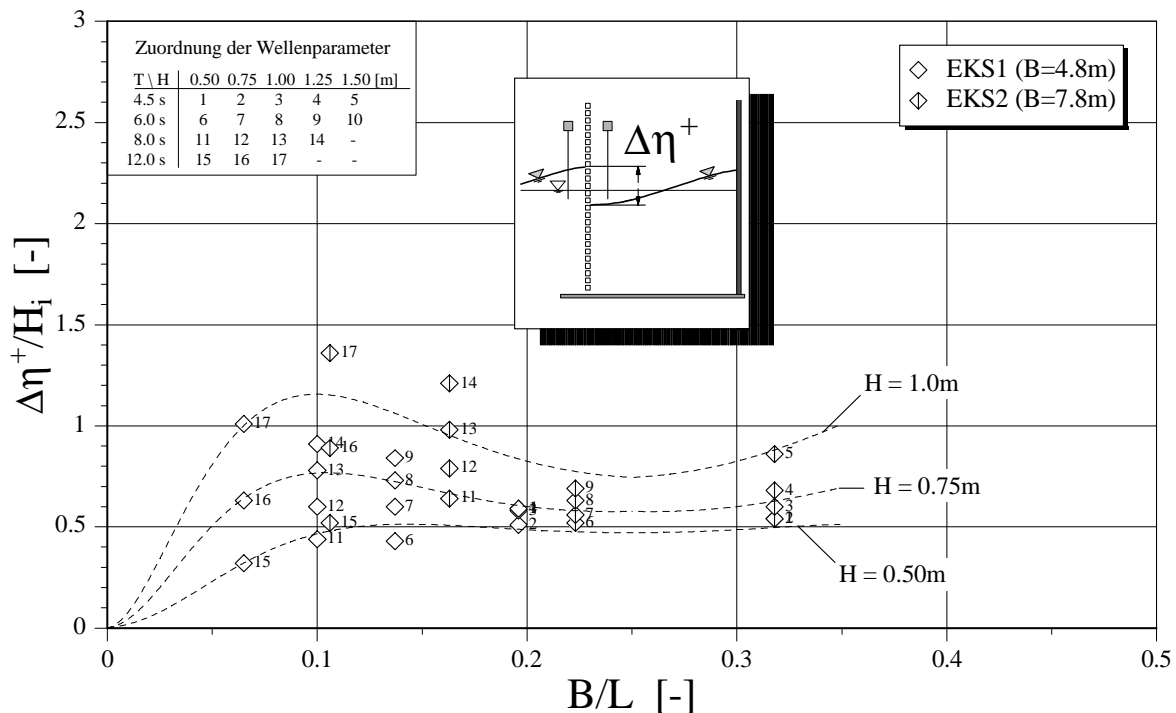 Zuordnung der Wellenparameter
T \ H 0.50 0.75 1.00 1.25 1.50 [m]
4.5 s 1 2 3 4 5
6.0 s 6 7 8 9 10
8.0 s 11 12 13 14 -
12.0 s 15 16 17 - -
EKS1 (B=4.8m)
EKS2 (B=7.8m)
Δη⁺
3
2.5
2
1.5
1
0.5
0
Δη⁺/Hᵢ [-]
17
14
17
14
16
13
9
13
H = 1.0m
5
16
13
8
12
9
4
H = 0.75m
12
7
11
8
3
15
2
7
6
11
6
15
H = 0.50m
0
0.1
0.2
0.3
0.4
0.5
B/L [-]